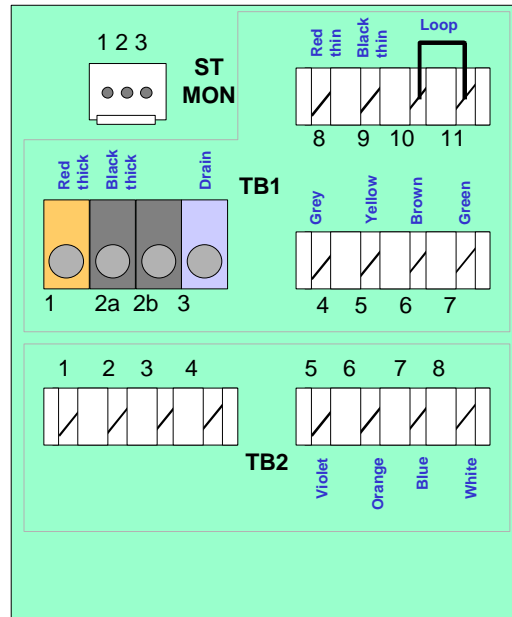 1 2 3
ST
MON
Red
thin
Black
thin
Loop
8 9 10 11
Red
thick
Black
thick
Drain
TB1
Grey
Yellow
Brown
Green
1 2a 2b 3
4 5 6 7
1 2 3 4
5 6 7 8
TB2
Violet
Orange
Blue
White